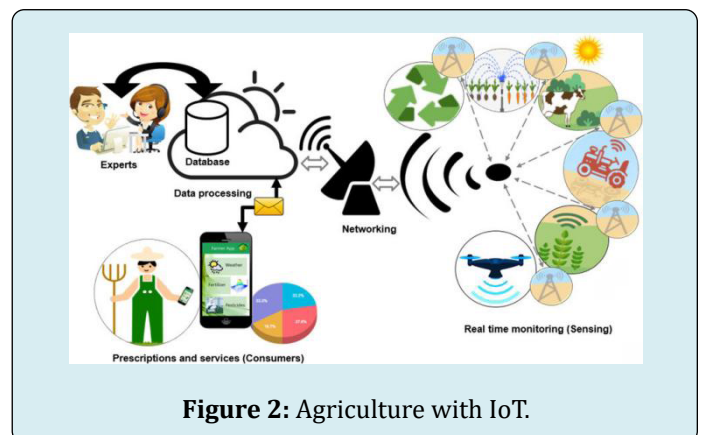 Experts
Database
Data processing
Networking
Weather
Fertilizer
Pesticides
Prescriptions and services (Consumers)
Real time monitoring (Sensing)
Figure 2: Agriculture with IoT.